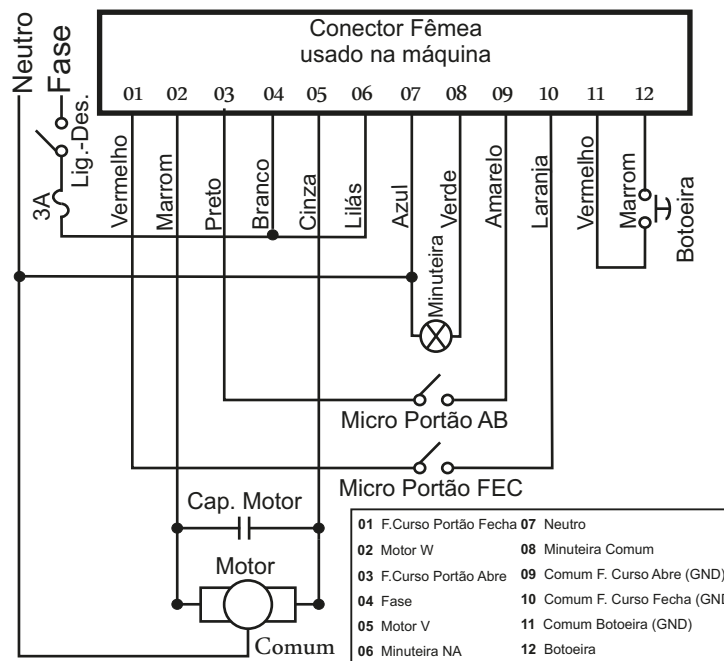 Conector Fêmea
usado na máquina
Neutro
Fase
Lig.-Des.
3A
01 02 03 04 05 06 07 08 09 10 11 12
Vermelho
Marrom
Preto
Branco
Cinza
Lilás
Azul
Verde
Amarelo
Laranja
Vermelho
Marrom
Botoeira
Minuteira
Micro Portão AB
Micro Portão FEC
Cap. Motor
Motor
Comum
01 F.Curso Portão Fecha 07 Neutro
02 Motor W 08 Minuteira Comum
03 F.Curso Portão Abre 09 Comum F. Curso Abre (GND)
04 Fase 10 Comum F. Curso Fecha (GND
05 Motor V 11 Comum Botoeira (GND)
06 Minuteira NA 12 Botoeira